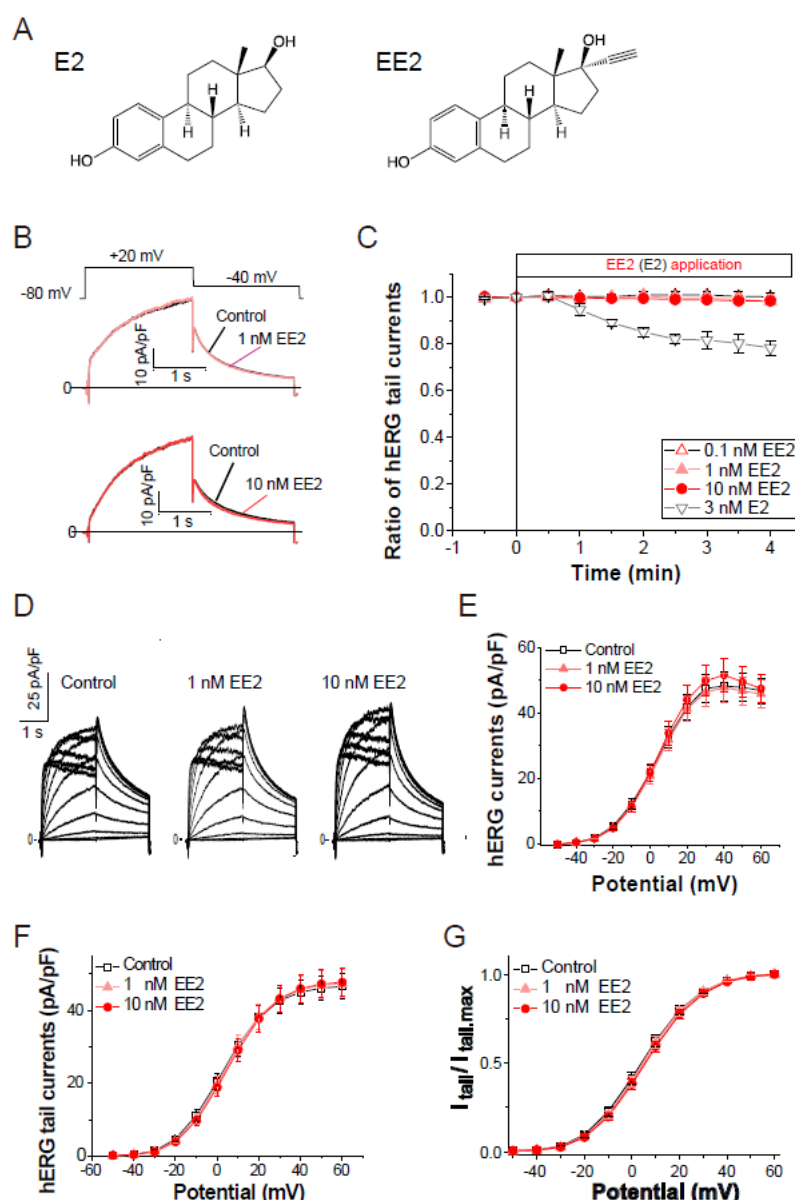 A
E2
OH
H
H
H
HO
EE2
OH
H
H
H
HO
B
+20 mV
-80 mV
-40 mV
Control
1 nM EE2
10 pA/pF
1 s
0
Control
10 nM EE2
10 pA/pF
1 s
0
C
EE2 (E2) application
Ratio of hERG tail currents
1.0
0.8
0.6
0.4
0.2
0.0
0.1 nM EE2
1 nM EE2
10 nM EE2
3 nM E2
-1 0 1 2 3 4
Time (min)
D
25 pA/pF
1 s
Control
1 nM EE2
10 nM EE2
0-
0-
0-
E
hERG currents (pA/pF)
60
40
20
0
Control
1 nM EE2
10 nM EE2
-40 -20 0 20 40 60
Potential (mV)
F
hERG tail currents (pA/pF)
40
20
0
Control
1 nM EE2
10 nM EE2
-60 -40 -20 0 20 40 60
Potential (mV)
G
Itail/ Itail.max
1.0
0.5
0.0
Control
1 nM EE2
10 nM EE2
-40 -20 0 20 40 60
Potential (mV)